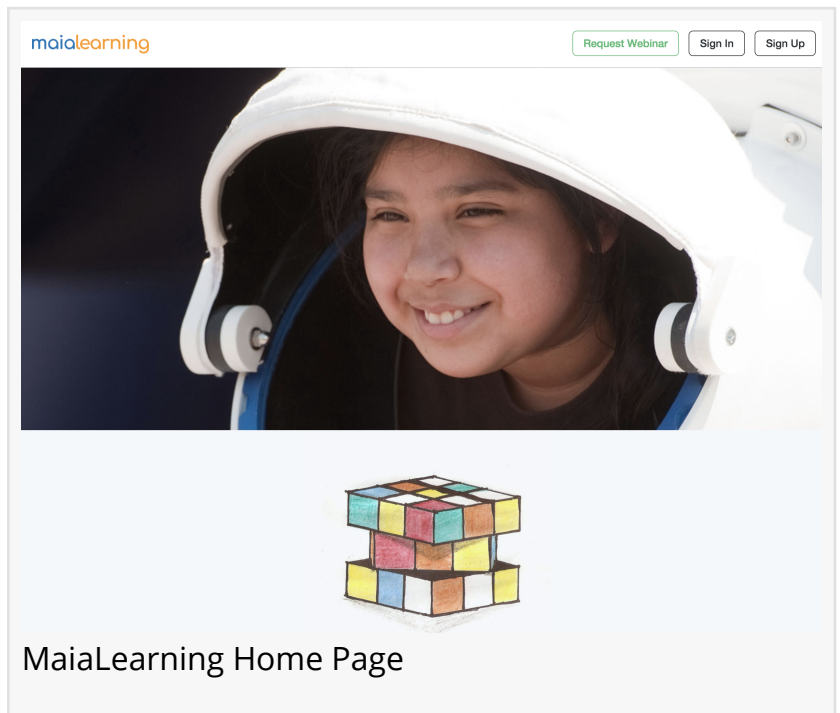 maialearning
Request Webinar
Sign In
Sign Up
MaiaLearning Home Page